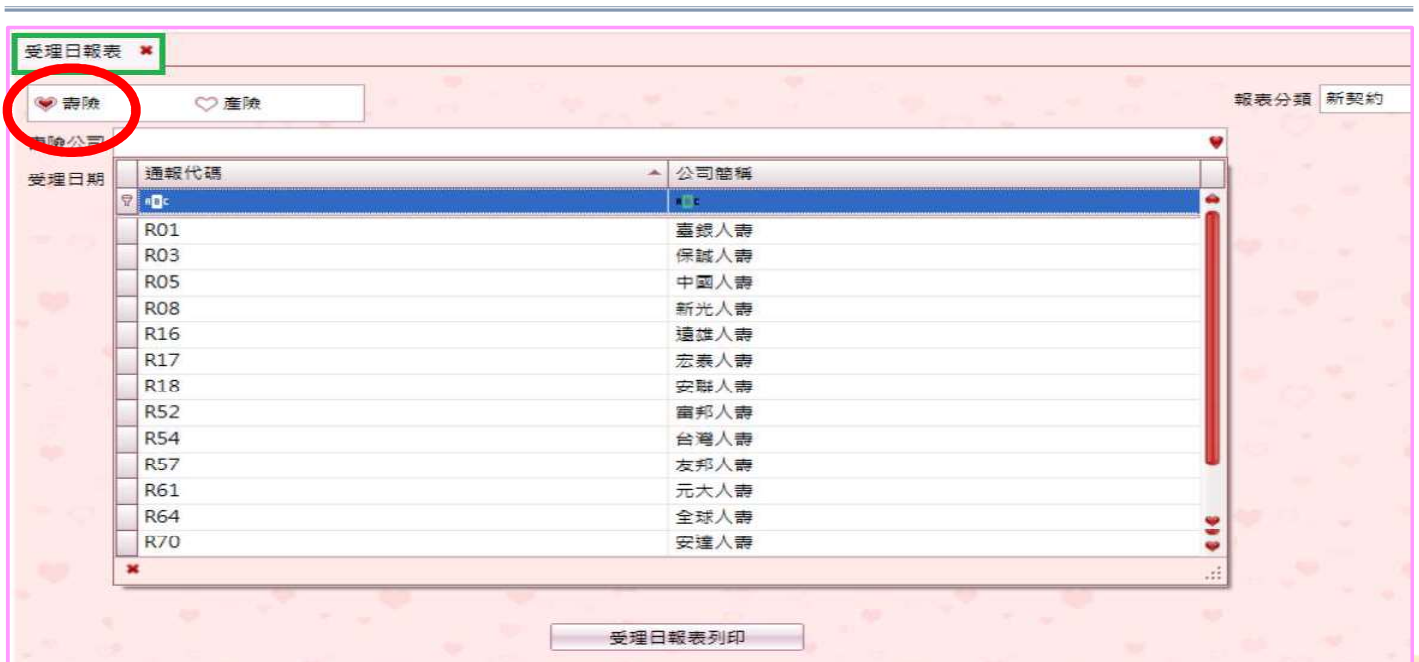 受理日報表
壽險 產險 報表分類 新契約
壽險公司
受理日期 通報代碼 公司簡稱
ABC ABC
R01 臺銀人壽
R03 保誠人壽
R05 中國人壽
R08 新光人壽
R16 遠雄人壽
R17 宏泰人壽
R18 安聯人壽
R52 富邦人壽
R54 台灣人壽
R57 友邦人壽
R61 元大人壽
R64 全球人壽
R70 安達人壽
受理日報表列印